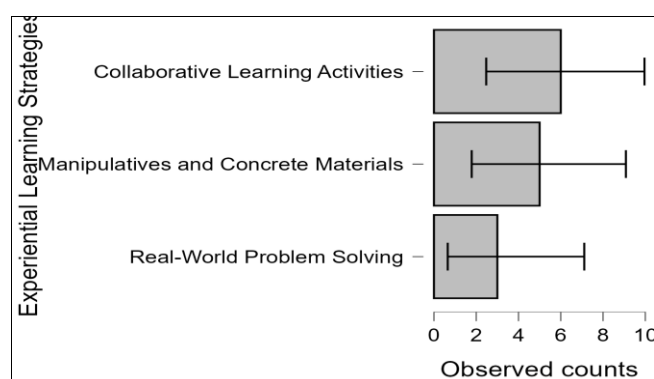 Experiential Learning Strategies
Collaborative Learning Activities
Manipulatives and Concrete Materials
Real-World Problem Solving
0 2 4 6 8 10
Observed counts